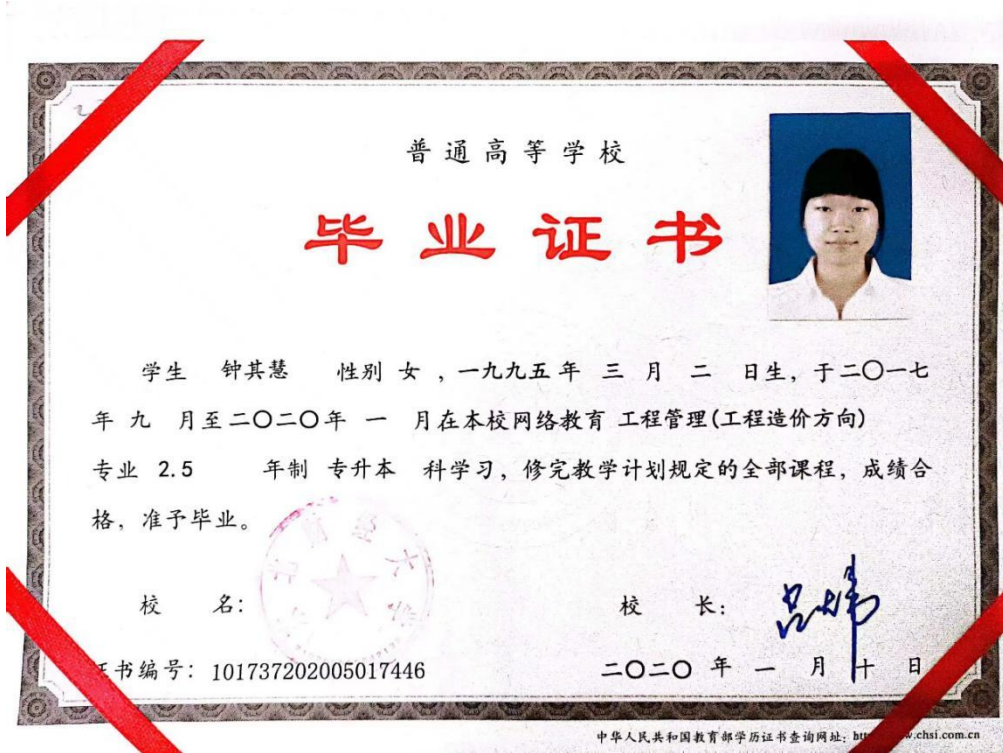 普通高等学校
毕业证书
学生 钟其慧 性别 女 ,一九九五年 三 月 二 日生, 于二〇一七
年 九 月至二〇二〇年 一 月在本校网络教育 工程管理(工程造价方向)
专业 2.5 年制 专升本 科学习, 修完教学计划规定的全部课程, 成绩合
格, 准予毕业。
校 名: 校 长:
书编号: 101737202005017446 二〇二〇 年 一 月 十 日
中华人民共和国教育部学历证书查询网址: .chsi.com.cn